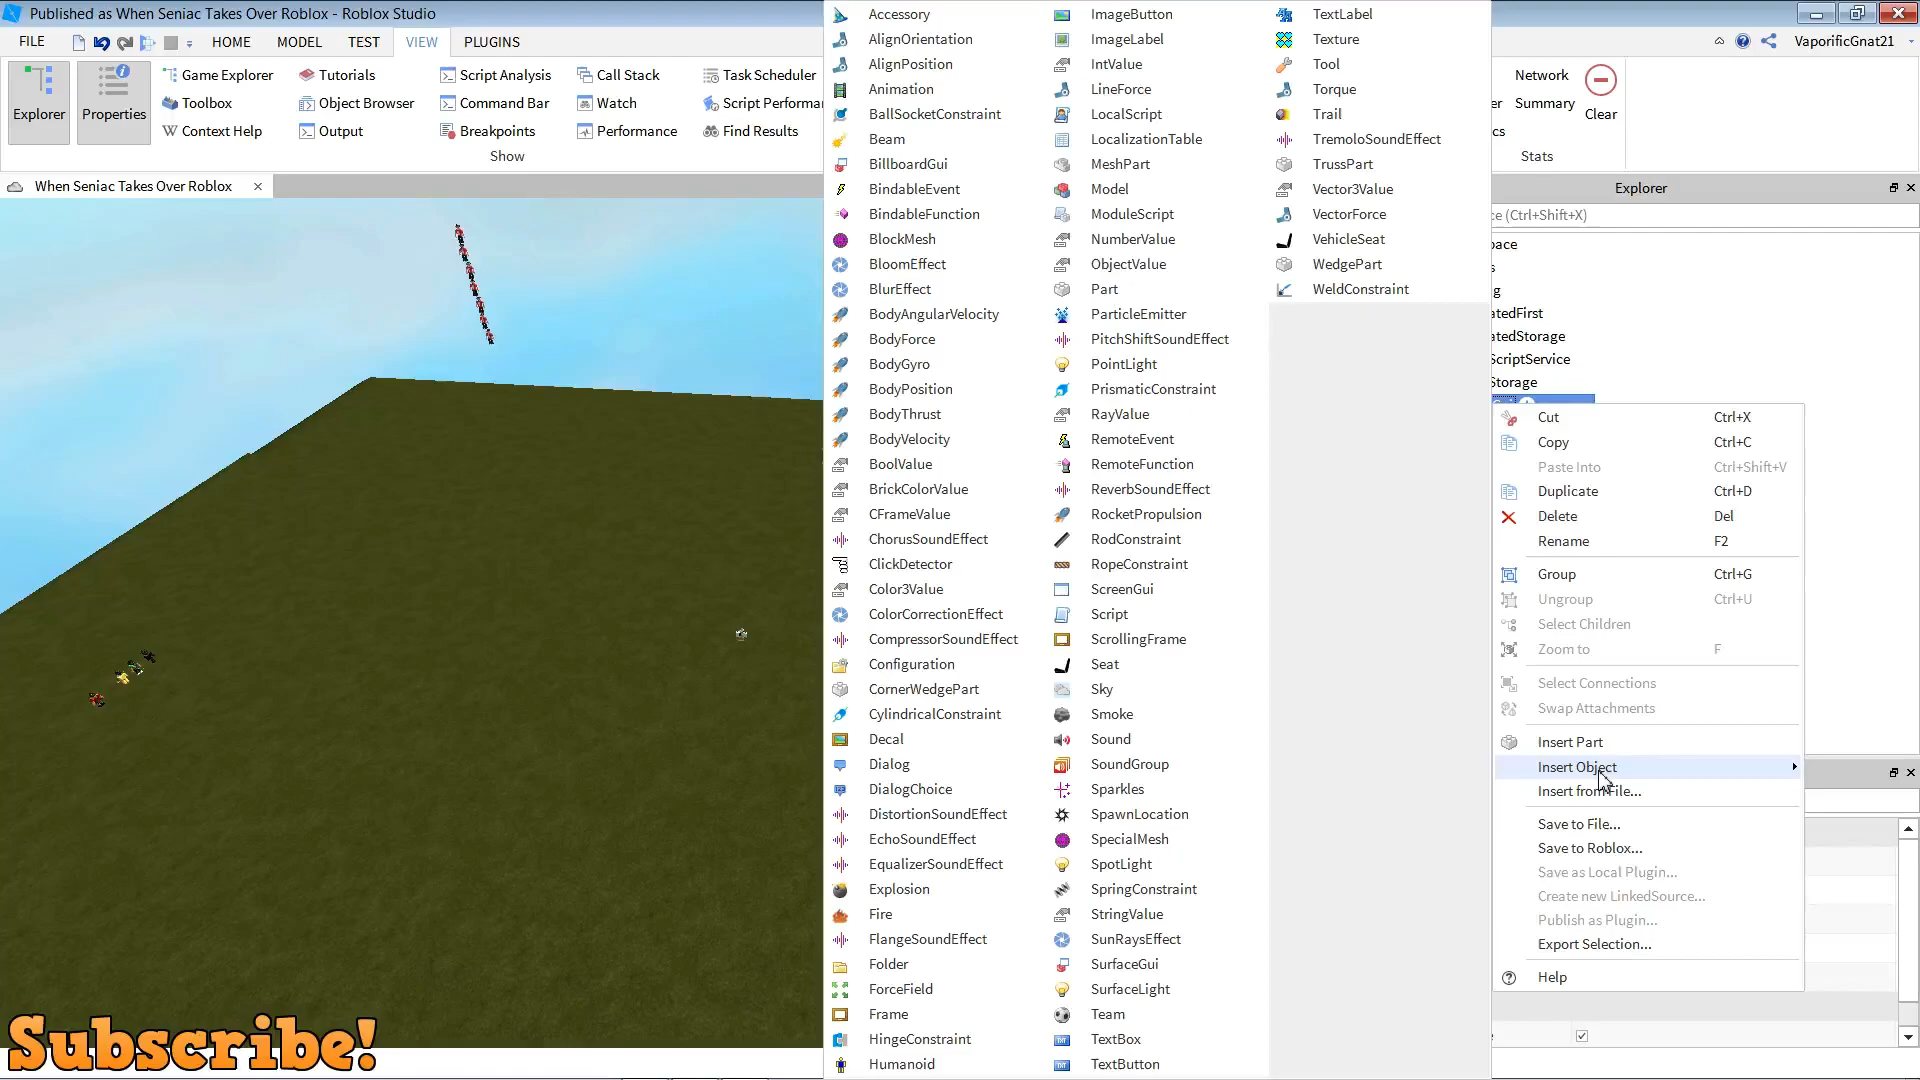 Published as When Seniac Takes Over Roblox - Roblox Studio
FILE
HOME
MODEL
TEST
VIEW
PLUGINS
VaporificGnat21
Explorer
Properties
Game Explorer
Toolbox
Context Help
Tutorials
Object Browser
Output
Script Analysis
Command Bar
Breakpoints
Call Stack
Watch
Performance
Task Scheduler
Script Performa
Find Results
Show
Network
Summary
Clear
Stats
When Seniac Takes Over Roblox
Accessory
AlignOrientation
AlignPosition
Animation
BallSocketConstraint
Beam
BillboardGui
BindableEvent
BindableFunction
BlockMesh
BloomEffect
BlurEffect
BodyAngularVelocity
BodyForce
BodyGyro
BodyPosition
BodyThrust
BodyVelocity
BoolValue
BrickColorValue
CFrameValue
ChorusSoundEffect
ClickDetector
Color3Value
ColorCorrectionEffect
CompressorSoundEffect
Configuration
CornerWedgePart
CylindricalConstraint
Decal
Dialog
DialogChoice
DistortionSoundEffect
EchoSoundEffect
EqualizerSoundEffect
Explosion
Fire
FlangeSoundEffect
Folder
ForceField
Frame
HingeConstraint
Humanoid
ImageButton
ImageLabel
IntValue
LineForce
LocalScript
LocalizationTable
MeshPart
Model
ModuleScript
NumberValue
ObjectValue
Part
ParticleEmitter
PitchShiftSoundEffect
PointLight
PrismaticConstraint
RayValue
RemoteEvent
RemoteFunction
ReverbSoundEffect
RocketPropulsion
RodConstraint
RopeConstraint
ScreenGui
Script
ScrollingFrame
Seat
Sky
Smoke
Sound
SoundGroup
Sparkles
SpawnLocation
SpecialMesh
SpotLight
SpringConstraint
StringValue
SunRaysEffect
SurfaceGui
SurfaceLight
Team
TextBox
TextButton
TextLabel
Texture
Tool
Torque
Trail
TremoloSoundEffect
TrussPart
Vector3Value
VectorForce
VehicleSeat
WedgePart
WeldConstraint
Explorer
ce (Ctrl+Shift+X)
pace
s
g
atedFirst
atedStorage
ScriptService
Storage
Cut Ctrl+X
Copy Ctrl+C
Paste Into Ctrl+Shift+V
Duplicate Ctrl+D
Delete Del
Rename F2
Group Ctrl+G
Ungroup Ctrl+U
Select Children
Zoom to F
Select Connections
Swap Attachments
Insert Part
Insert Object
Insert from File...
Save to File...
Save to Roblox...
Save as Local Plugin...
Create new LinkedSource...
Publish as Plugin...
Export Selection...
Help
Subscribe!